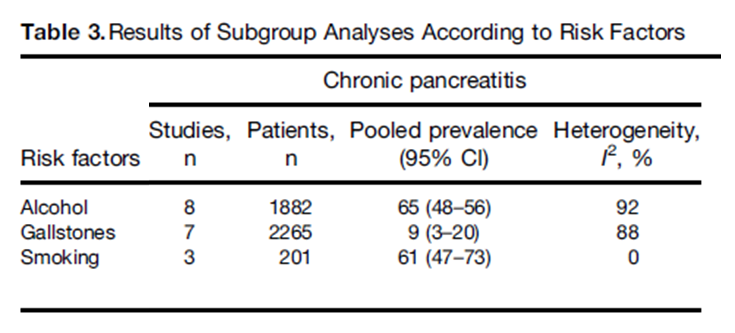 Table 3. Results of Subgroup Analyses According to Risk Factors
Chronic pancreatitis
Studies, Patients, Pooled prevalence Heterogeneity,
Risk factors n n (95% CI) I², %
Alcohol 8 1882 65 (48–56) 92
Gallstones 7 2265 9 (3–20) 88
Smoking 3 201 61 (47–73) 0